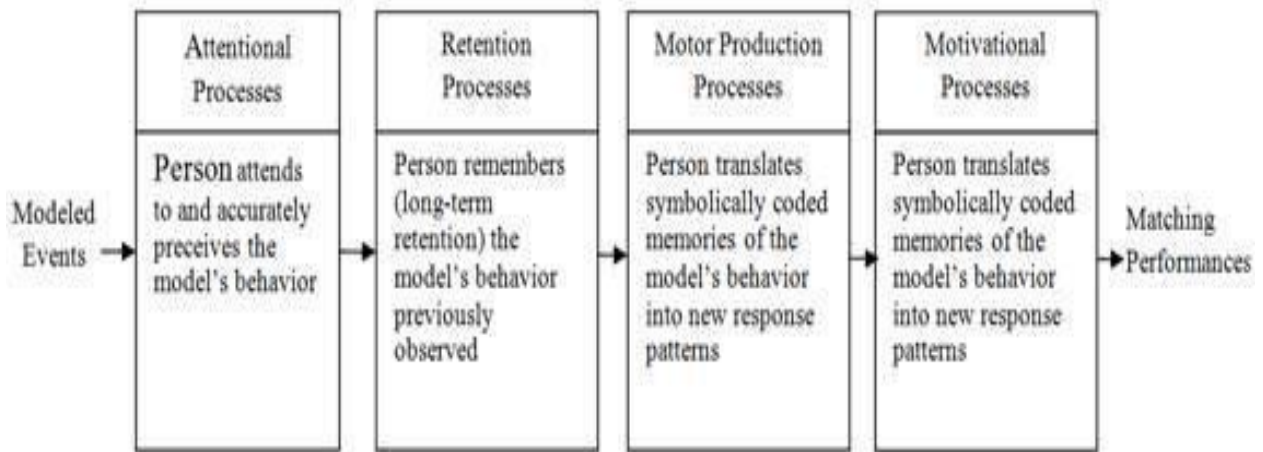 Modeled
Events
Attentional
Processes
Person attends
to and accurately
preceives the
model's behavior
Retention
Processes
Person remembers
(long-term
retention) the
model's behavior
previously
observed
Motor Production
Processes
Person translates
symbolically coded
memories of the
model's behavior
into new response
patterns
Motivational
Processes
Person translates
symbolically coded
memories of the
model's behavior
into new response
patterns
Matching
Performances